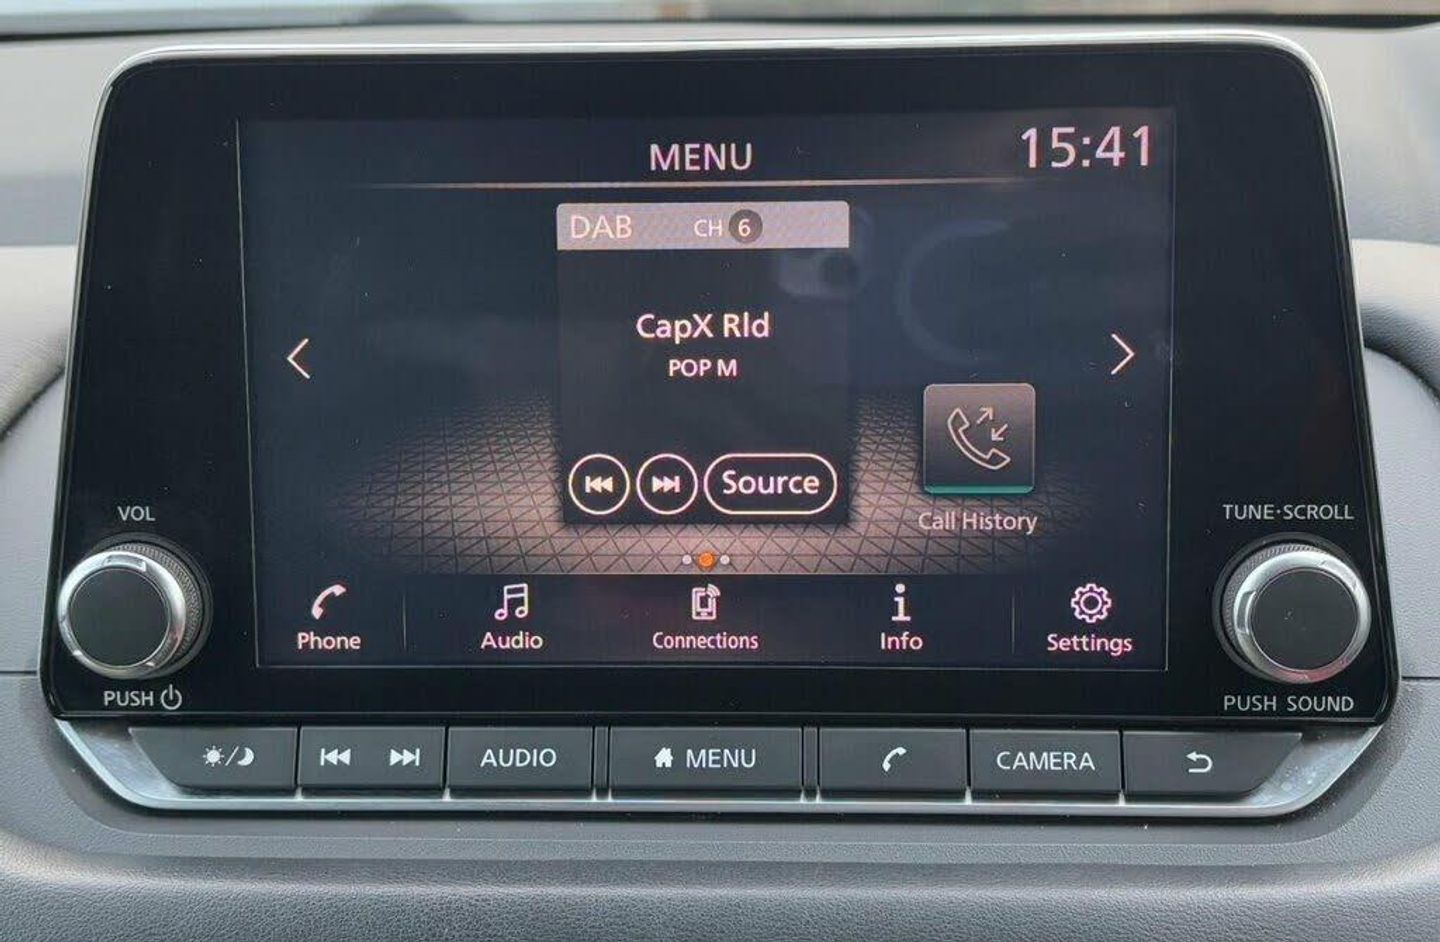 MENU
15:41
DAB CH 6
CapX Rld
POP M
Source
Call History
VOL
TUNE·SCROLL
Phone
Audio
Connections
Info
Settings
PUSH
PUSH SOUND
AUDIO
MENU
CAMERA